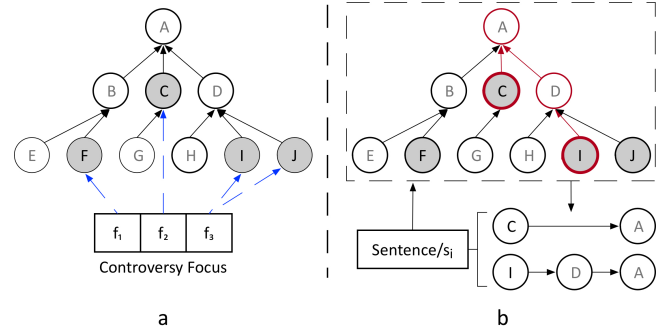 A
B C D
E F G H I J
f₁ f₂ f₃
Controversy Focus
a
A
B C D
E F G H I J
C A
Sentence/sᵢ
I D A
b